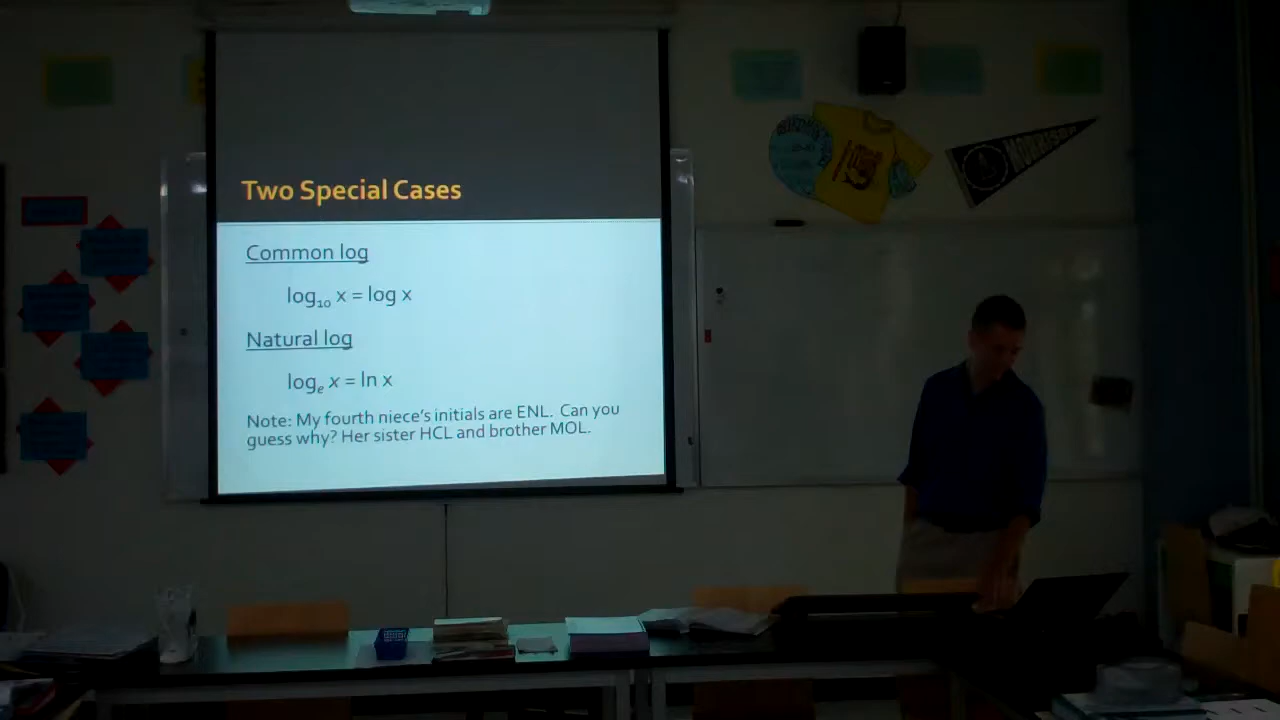 Two Special Cases
Common log
log₁₀ x = log x
Natural log
logₑ x = ln x
Note: My fourth niece's initials are ENL. Can you
guess why? Her sister HCL and brother MOL.
MORRISON